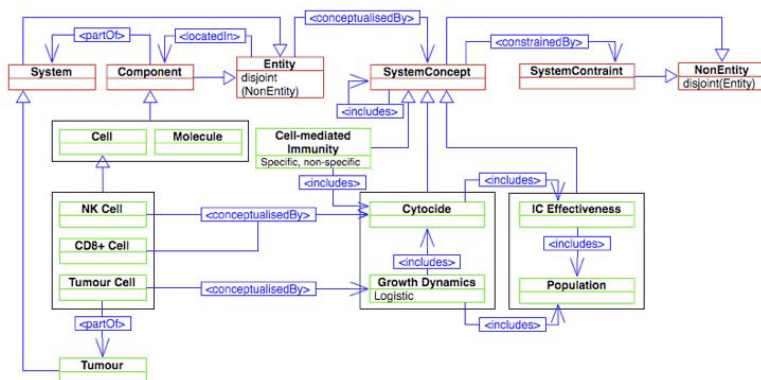 <conceptualisedBy>
<partOf>
<locatedIn>
<constrainedBy>
System
Component
Entity
disjoint
(NonEntity)
SystemConcept
SystemContraint
NonEntity
disjoint(Entity)
<includes>
Cell
Molecule
Cell-mediated
Immunity
Specific, non-specific
<includes>
<includes>
NK Cell
<conceptualisedBy>
Cytocide
IC Effectiveness
CD8+ Cell
<includes>
<includes>
Tumour Cell
<conceptualisedBy>
Growth Dynamics
Logistic
Population
<partOf>
<includes>
Tumour